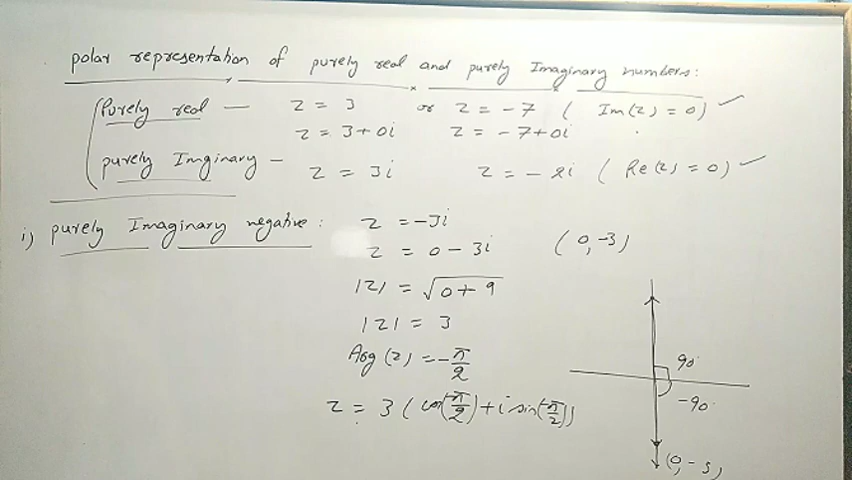 polar representation of purely real and purely Imaginary numbers:
Purely real — z = 3 or z = -7 ( Im(z) = 0 ) ✓
z = 3 + 0i z = -7 + 0i
purely Imginary - z = 3i z = - 2i ( Re(z) = 0 ) ✓
i) purely Imaginary negative : z = -3i
z = 0 - 3i (0, -3)
|z| = √0 + 9
|z| = 3
Arg (z) = -π/2
z = 3 ( cos(-π/2) + i sin(-π/2))
90°
-90°
(0, -3)